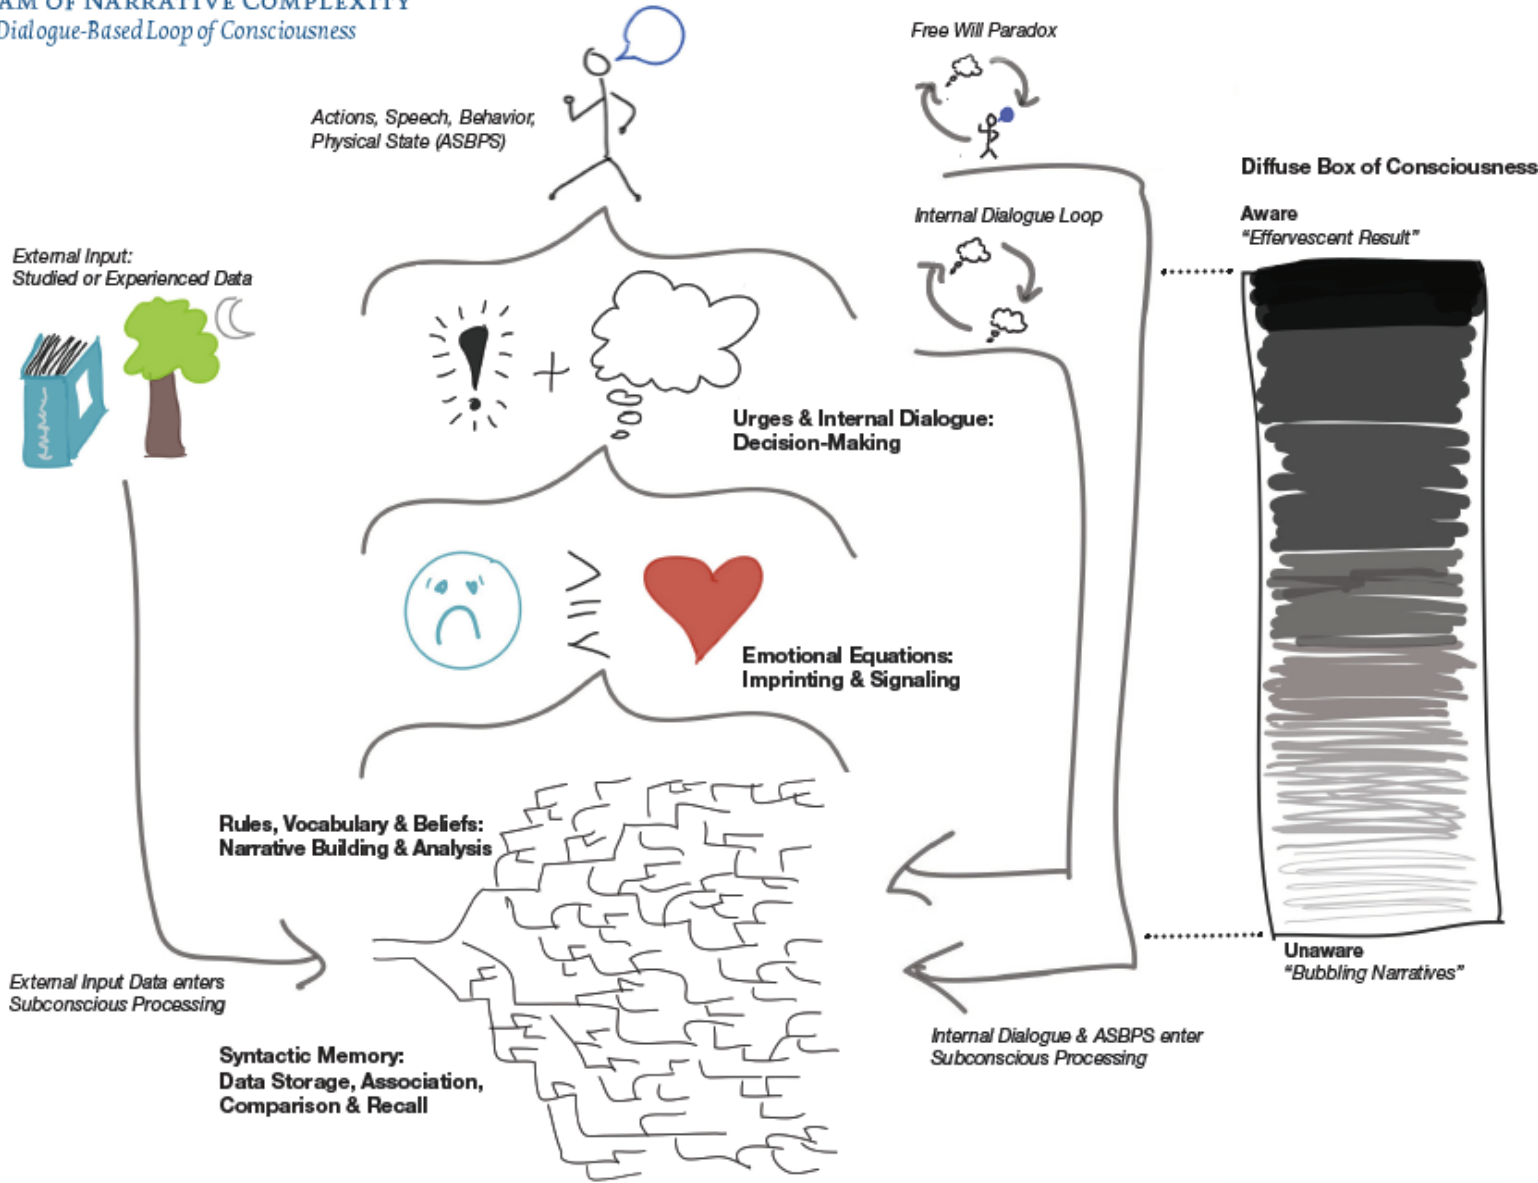 OF NARRATIVE COMPLEXITY
Dialogue-Based Loop of Consciousness
Free Will Paradox
Actions, Speech, Behavior,
Physical State (ASBPS)
Diffuse Box of Consciousness
Aware
“Effervescent Result”
Internal Dialogue Loop
External Input:
Studied or Experienced Data
Urges & Internal Dialogue:
Decision-Making
Emotional Equations:
Imprinting & Signaling
Rules, Vocabulary & Beliefs:
Narrative Building & Analysis
Unaware
“Bubbling Narratives”
External Input Data enters
Subconscious Processing
Internal Dialogue & ASBPS enter
Subconscious Processing
Syntactic Memory:
Data Storage, Association,
Comparison & Recall